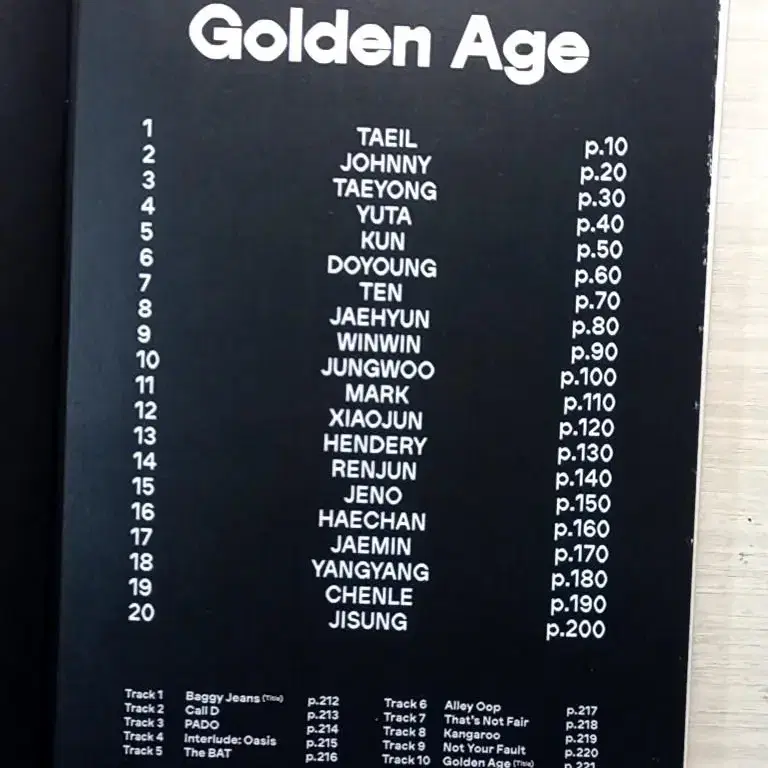 Golden Age
1 TAEIL p.10
2 JOHNNY p.20
3 TAEYONG p.30
4 YUTA p.40
5 KUN p.50
6 DOYOUNG p.60
7 TEN p.70
8 JAEHYUN p.80
9 WINWIN p.90
10 JUNGWOO p.100
11 MARK p.110
12 XIAOJUN p.120
13 HENDERY p.130
14 RENJUN p.140
15 JENO p.150
16 HAECHAN p.160
17 JAEMIN p.170
18 YANGYANG p.180
19 CHENLE p.190
20 JISUNG p.200
Track 1 Baggy Jeans (Title) p.212
Track 2 Call D p.213
Track 3 PADO p.214
Track 4 Interlude: Oasis p.215
Track 5 The BAT p.216
Track 6 Alley Oop p.217
Track 7 That's Not Fair p.218
Track 8 Kangaroo p.219
Track 9 Not Your Fault p.220
Track 10 Golden Age (Title) p.221